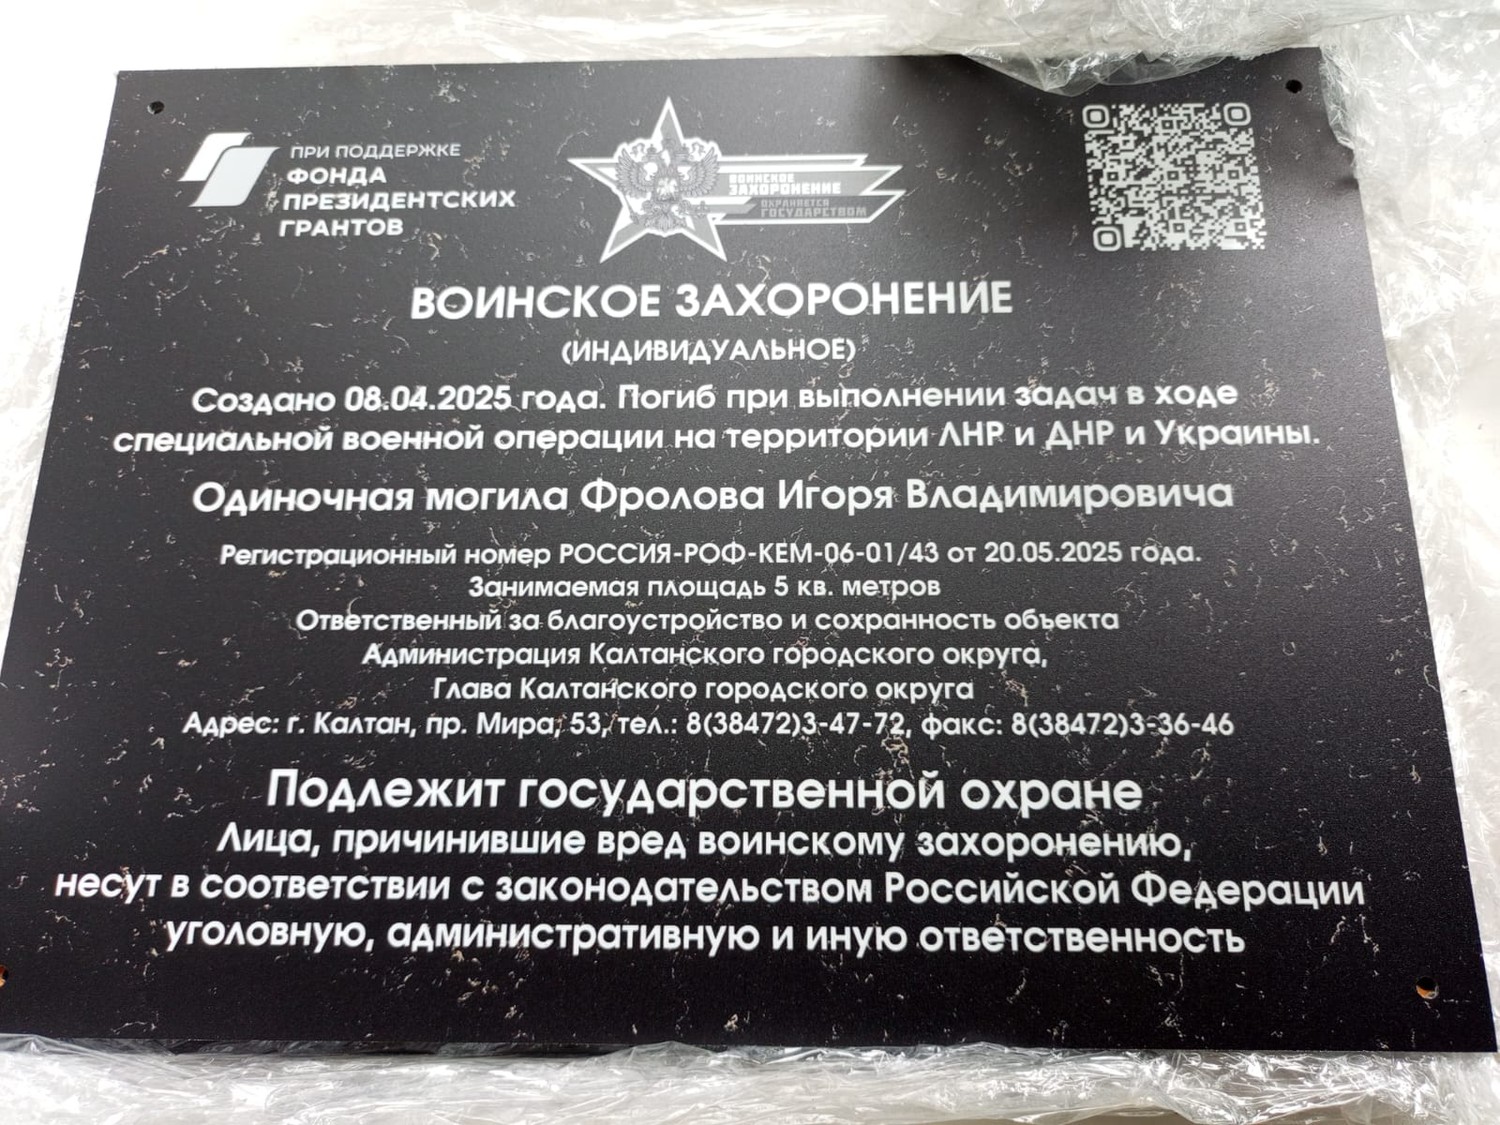 ПРИ ПОДДЕРЖКЕ
ФОНДА
ПРЕЗИДЕНТСКИХ
ГРАНТОВ
ВОИНСКОЕ
ЗАХОРОНЕНИЕ
ОХРАНЯЕТСЯ
ГОСУДАРСТВОМ
ВОИНСКОЕ ЗАХОРОНЕНИЕ
(ИНДИВИДУАЛЬНОЕ)
Создано 08.04.2025 года. Погиб при выполнении задач в ходе
специальной военной операции на территории ЛНР и ДНР и Украины.
Одиночная могила Фролова Игоря Владимировича
Регистрационный номер РОССИЯ-РОФ-КЕМ-06-01/43 от 20.05.2025 года.
Занимаемая площадь 5 кв. метров
Ответственный за благоустройство и сохранность объекта
Администрация Калтанского городского округа,
Глава Калтанского городского округа
Адрес: г. Калтан, пр. Мира, 53, тел.: 8(38472)3-47-72, факс: 8(38472)3-36-46
Подлежит государственной охране
Лица, причинившие вред воинскому захоронению,
несут в соответствии с законодательством Российской Федерации
уголовную, административную и иную ответственность